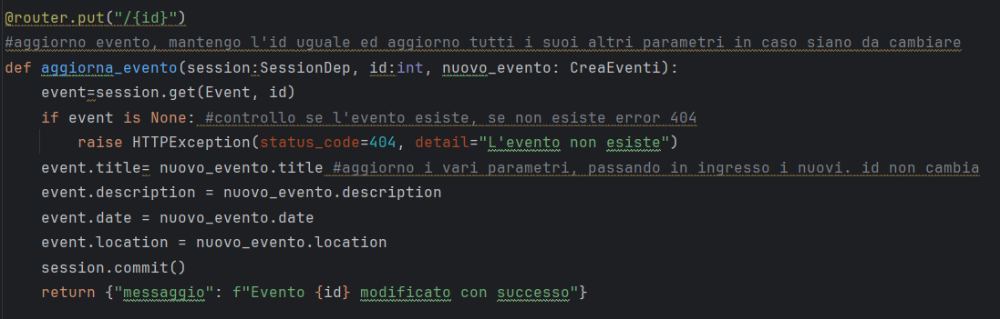 @router.put("/{id}")
#aggiorno evento, mantengo l'id uguale ed aggiorno tutti i suoi altri parametri in caso siano da cambiare
def aggiorna_evento(session:SessionDep, id:int, nuovo_evento: CreaEventi):
    event=session.get(Event, id)
    if event is None: #controllo se l'evento esiste, se non esiste error 404
        raise HTTPException(status_code=404, detail="L'evento non esiste")
    event.title= nuovo_evento.title #aggiorno i vari parametri, passando in ingresso i nuovi. id non cambia
    event.description = nuovo_evento.description
    event.date = nuovo_evento.date
    event.location = nuovo_evento.location
    session.commit()
    return {"messaggio": f"Evento {id} modificato con successo"}